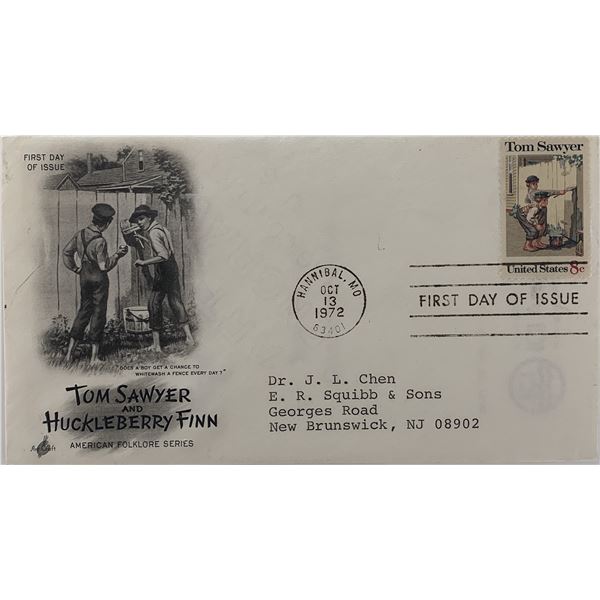 FIRST DAY
OF ISSUE
"DOES A BOY GET A CHANCE TO
WHITEWASH A FENCE EVERY DAY?"
TOM SAWYER
AND
HUCKLEBERRY FINN
ArtCraft
AMERICAN FOLKLORE SERIES
Tom Sawyer
United States 8c
HANNIBAL, MO
OCT
13
1972
63401
FIRST DAY OF ISSUE
Dr. J. L. Chen
E. R. Squibb & Sons
Georges Road
New Brunswick, NJ 08902